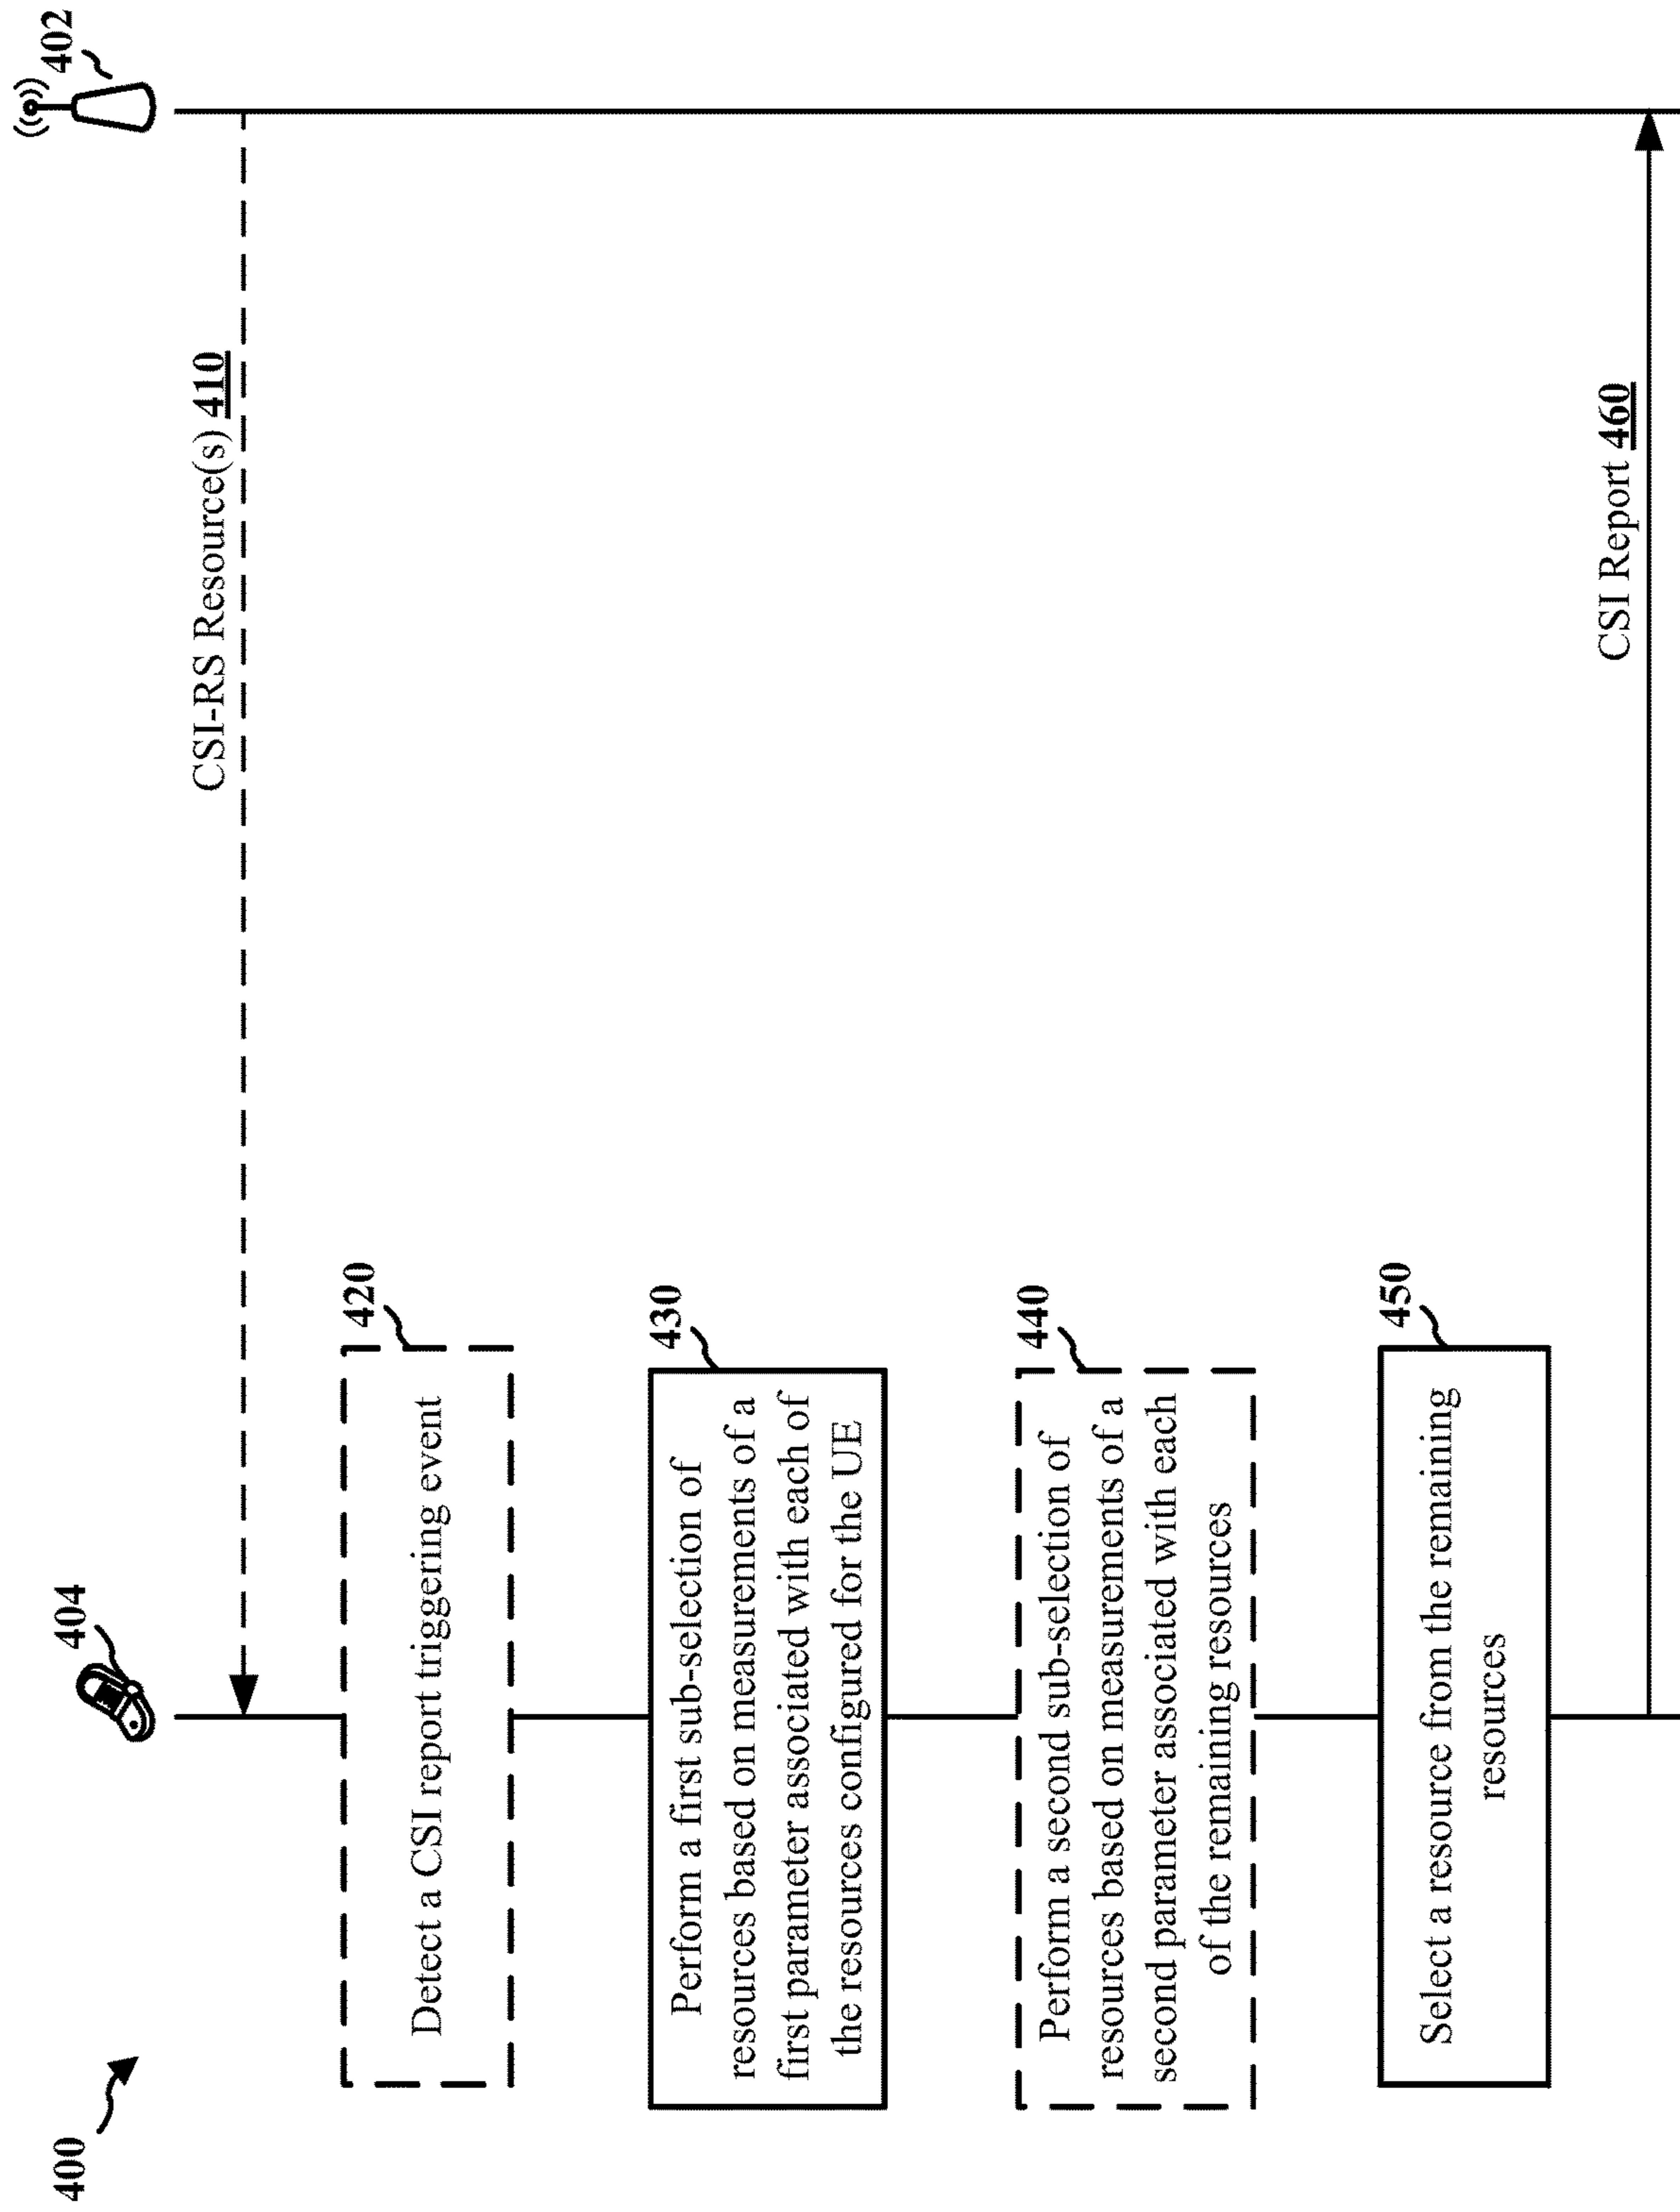 400
404
402
CSI-RS Resource(s) 410
420
Detect a CSI report triggering event
430
Perform a first sub-selection of
resources based on measurements of a
first parameter associated with each of
the resources configured for the UE
440
Perform a second sub-selection of
resources based on measurements of a
second parameter associated with each
of the remaining resources
450
Select a resource from the remaining
resources
CSI Report 460